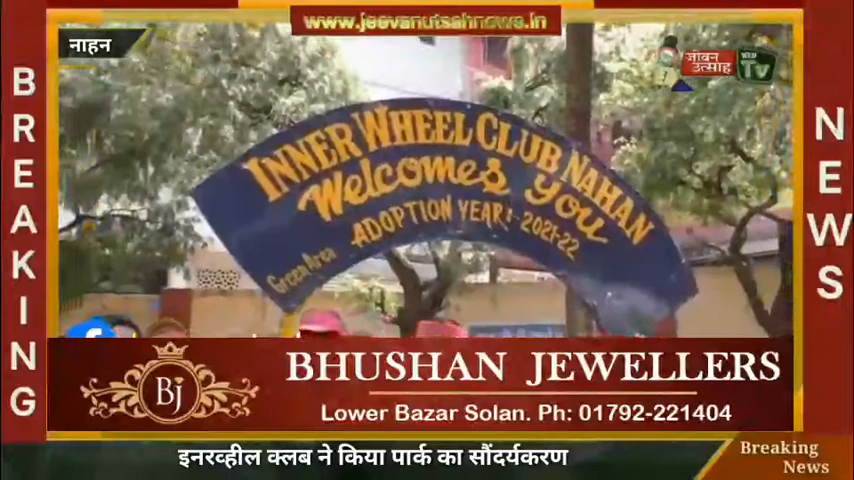 www.jeevanutsahnews.in
नाहन
जीवन
उत्साह
TV
BREAKING
NEWS
INNER WHEEL CLUB NAHAN
Welcomes You
ADOPTION YEAR:- 2021-22
Green Area
BJ
BHUSHAN JEWELLERS
Lower Bazar Solan. Ph: 01792-221404
इनरव्हील क्लब ने किया पार्क का सौंदर्यकरण
Breaking
News